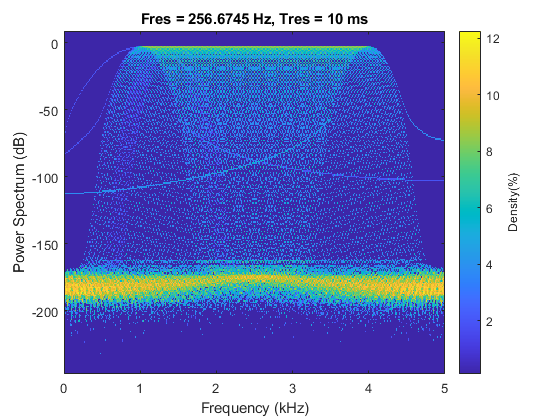 Fres = 256.6745 Hz, Tres = 10 ms
0
-50
-100
-150
-200
Power Spectrum (dB)
0 1 2 3 4 5
Frequency (kHz)
12
10
8
6
4
2
Density(%)